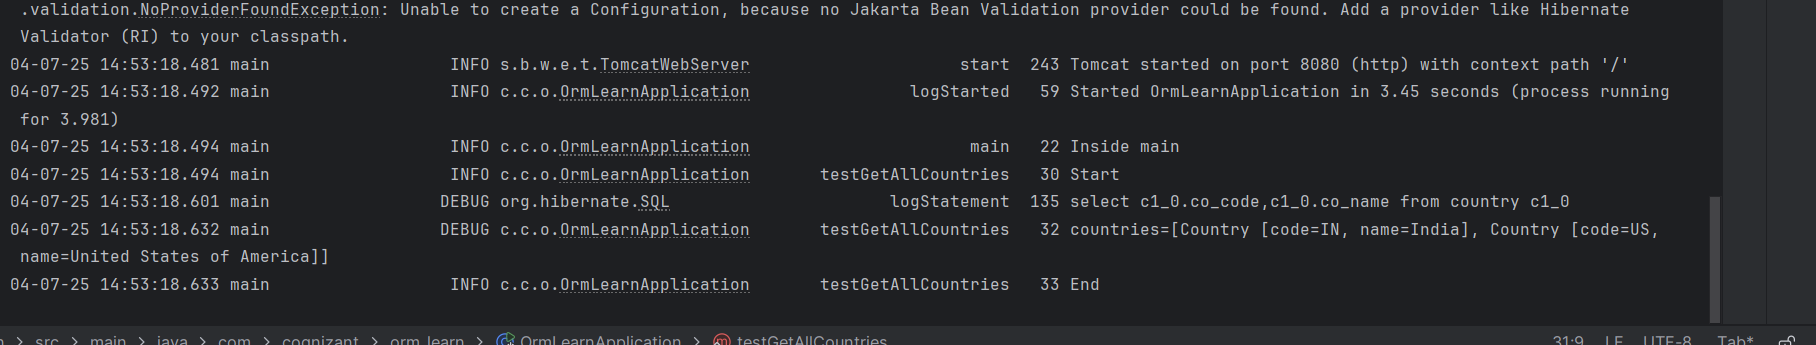 .validation.NoProviderFoundException: Unable to create a Configuration, because no Jakarta Bean Validation provider could be found. Add a provider like Hibernate
Validator (RI) to your classpath.
04-07-25 14:53:18.481 main INFO s.b.w.e.t.TomcatWebServer start 243 Tomcat started on port 8080 (http) with context path '/'
04-07-25 14:53:18.492 main INFO c.c.o.OrmLearnApplication logStarted 59 Started OrmLearnApplication in 3.45 seconds (process running
for 3.981)
04-07-25 14:53:18.494 main INFO c.c.o.OrmLearnApplication main 22 Inside main
04-07-25 14:53:18.494 main INFO c.c.o.OrmLearnApplication testGetAllCountries 30 Start
04-07-25 14:53:18.601 main DEBUG org.hibernate.SQL logStatement 135 select c1_0.co_code,c1_0.co_name from country c1_0
04-07-25 14:53:18.632 main DEBUG c.c.o.OrmLearnApplication testGetAllCountries 32 countries=[Country [code=IN, name=India], Country [code=US,
name=United States of America]]
04-07-25 14:53:18.633 main INFO c.c.o.OrmLearnApplication testGetAllCountries 33 End
> src > main > java > com > cognizant > orm_learn > OrmLearnApplication > testGetAllCountries 31:9 LF UTF-8 Tab*